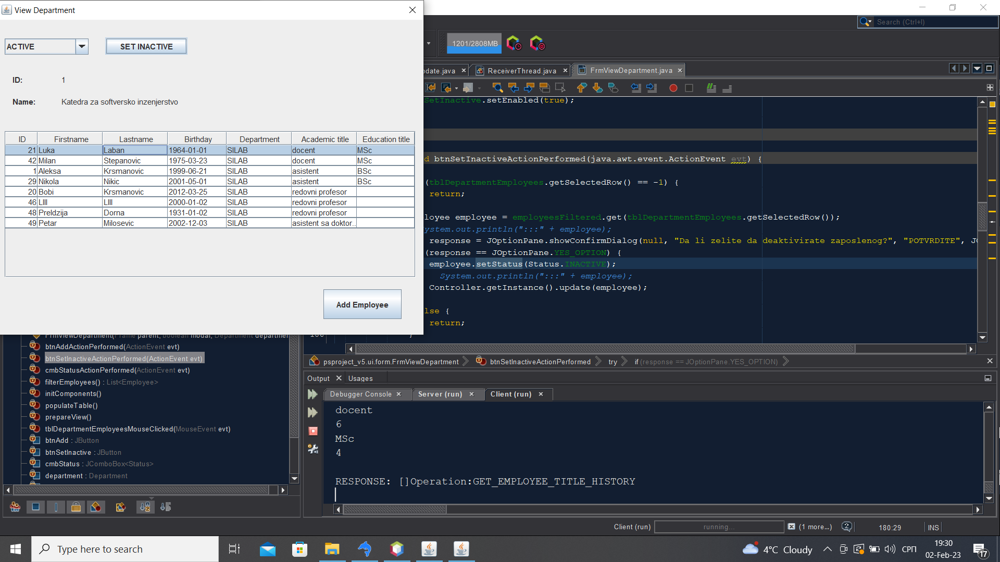 View Department
ACTIVE
SET INACTIVE
ID: 1
Name: Katedra za softversko inzenjerstvo
ID Firstname Lastname Birthday Department Academic title Education title
21 Luka Laban 1964-01-01 SILAB docent MSc
42 Milan Stepanovic 1975-03-23 SILAB docent MSc
1 Aleksa Krsmanovic 1999-06-21 SILAB asistent BSc
29 Nikola Nikic 2001-05-01 SILAB asistent BSc
20 Bobi Krsmanovic 2012-03-25 SILAB redovni profesor
46 LIII LIII 2000-01-02 SILAB redovni profesor
48 Preldzija Dorna 1931-01-02 SILAB redovni profesor
49 Petar Milosevic 2002-12-03 SILAB asistent sa doktor...
Add Employee
Search (Ctrl+I)
1201/2808MB
pdate.java
ReceiverThread.java
FrmViewDepartment.java
SetInactive.setEnabled(true);
d btnSetInactiveActionPerformed(java.awt.event.ActionEvent evt) {
(tblDepartmentEmployees.getSelectedRow() == -1) {
return;
loyee employee = employeesFiltered.get(tblDepartmentEmployees.getSelectedRow());
ystem.out.println(":::" + employee);
response = JOptionPane.showConfirmDialog(null, "Da li zelite da deaktivirate zaposlenog?", "POTVRDITE", JO
(response == JOptionPane.YES_OPTION) {
employee.setStatus(Status.INACTIVE);
System.out.println(":::" + employee);
Controller.getInstance().update(employee);
lse {
return;
}
FrmViewDepartment(Frame parent, boolean modal, Department departmen
btnAddActionPerformed(ActionEvent evt)
btnSetInactiveActionPerformed(ActionEvent evt)
cmbStatusActionPerformed(ActionEvent evt)
filterEmployees() : List<Employee>
initComponents()
populateTable()
prepareView()
tblDepartmentEmployeesMouseClicked(MouseEvent evt)
btnAdd : JButton
btnSetInactive : JButton
cmbStatus : JComboBox<Status>
department : Department
psproject_v5.ui.form.FrmViewDepartment
btnSetInactiveActionPerformed
try
if (response == JOptionPane.YES_OPTION)
Output
Usages
Debugger Console
Server (run)
Client (run)
docent
6
MSc
4
RESPONSE: []Operation:GET_EMPLOYEE_TITLE_HISTORY
Client (run)
running...
(1 more...)
2
180:29
INS
Type here to search
4°C Cloudy
СРП
19:30
02-Feb-23
17